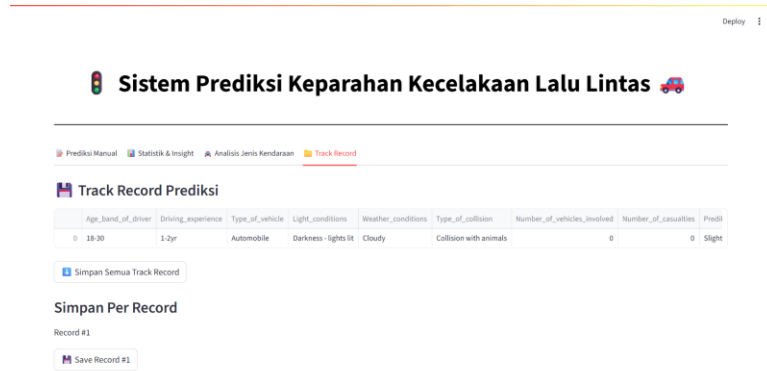 Deploy
Sistem Prediksi Keparahan Kecelakaan Lalu Lintas
Prediksi Manual Statistik & Insight Analisis Jenis Kendaraan Track Record
Track Record Prediksi
Age_band_of_driver Driving_experience Type_of_vehicle Light_conditions Weather_conditions Type_of_collision Number_of_vehicles_involved Number_of_casualties Predi
0 18-30 1-2yr Automobile Darkness - lights lit Cloudy Collision with animals 0 0 Slight
Simpan Semua Track Record
Simpan Per Record
Record #1
Save Record #1